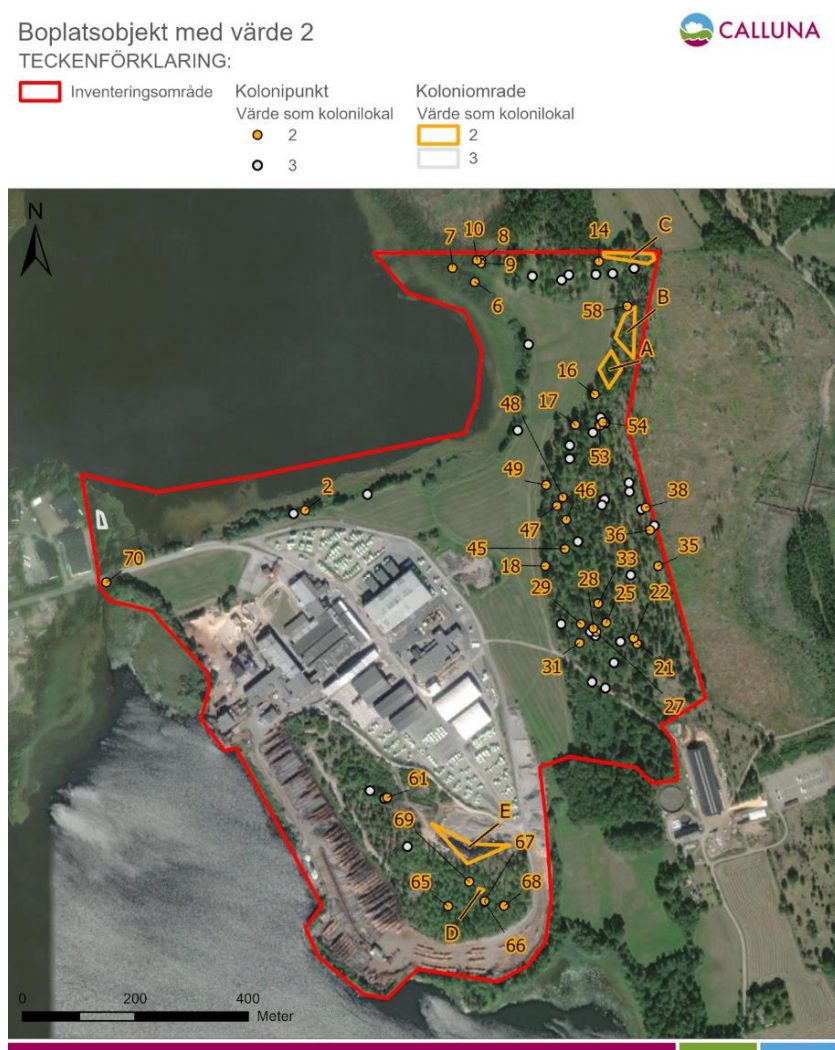 Boplatsobjekt med värde 2
CALLUNA
TECKENFÖRKLARING:
Inventeringsområde
Kolonipunkt
Värde som kolonilokal
2
3
Koloniomrade
Värde som kolonilokal
2
3
N
10
8
14
C
7
9
6
58
B
A
16
48
17
54
53
49
46
38
2
47
36
45
33
35
18
28
70
29
25
22
31
21
27
61
E
69
67
65
68
D
66
0 200 400
Meter